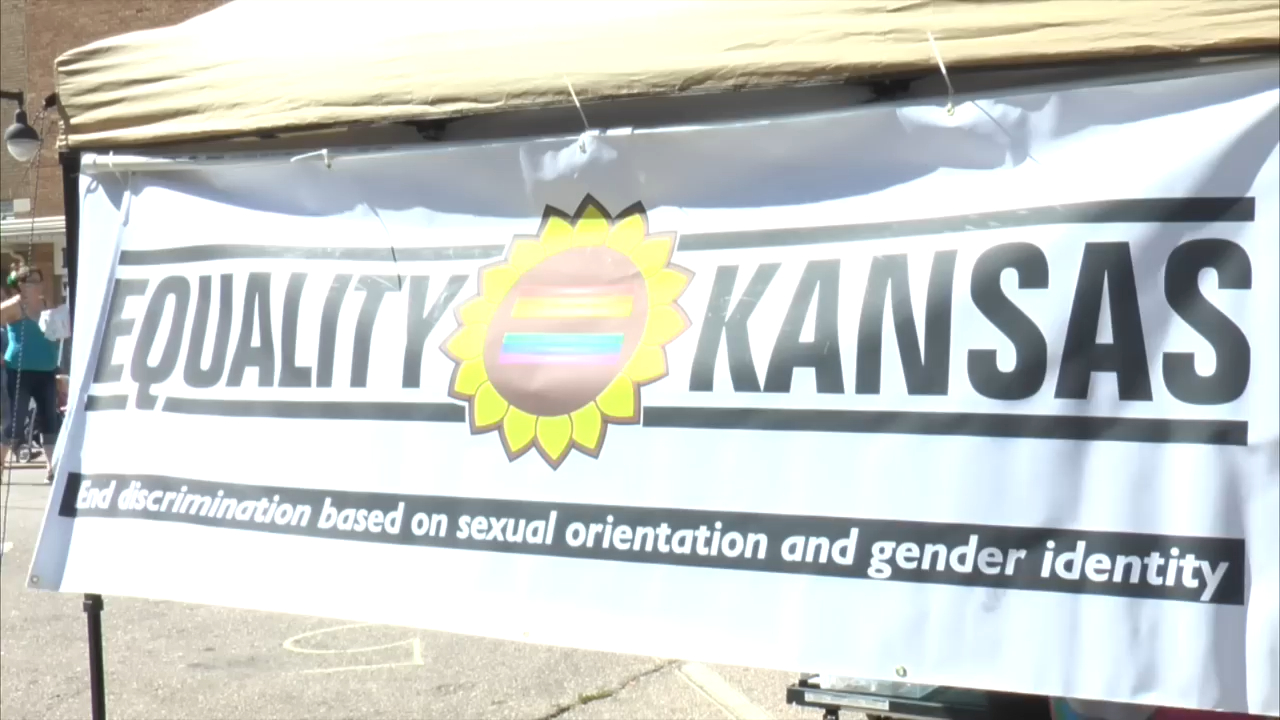 EQUALITY KANSAS
End discrimination based on sexual orientation and gender identity